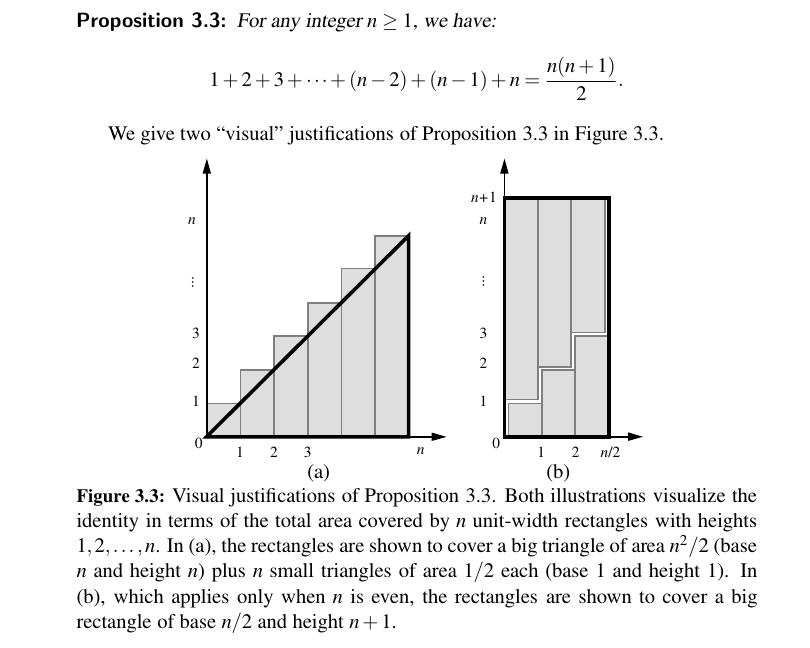 Proposition 3.3: For any integer n ≥ 1, we have:
1+2+3+⋯+(n−2)+(n−1)+n = n(n+1)/2.
We give two “visual” justifications of Proposition 3.3 in Figure 3.3.
n
⋮
3
2
1
0
1 2 3 n
(a)
n+1
n
⋮
3
2
1
0
1 2 n/2
(b)
Figure 3.3: Visual justifications of Proposition 3.3. Both illustrations visualize the
identity in terms of the total area covered by n unit-width rectangles with heights
1,2,...,n. In (a), the rectangles are shown to cover a big triangle of area n²/2 (base
n and height n) plus n small triangles of area 1/2 each (base 1 and height 1). In
(b), which applies only when n is even, the rectangles are shown to cover a big
rectangle of base n/2 and height n+1.